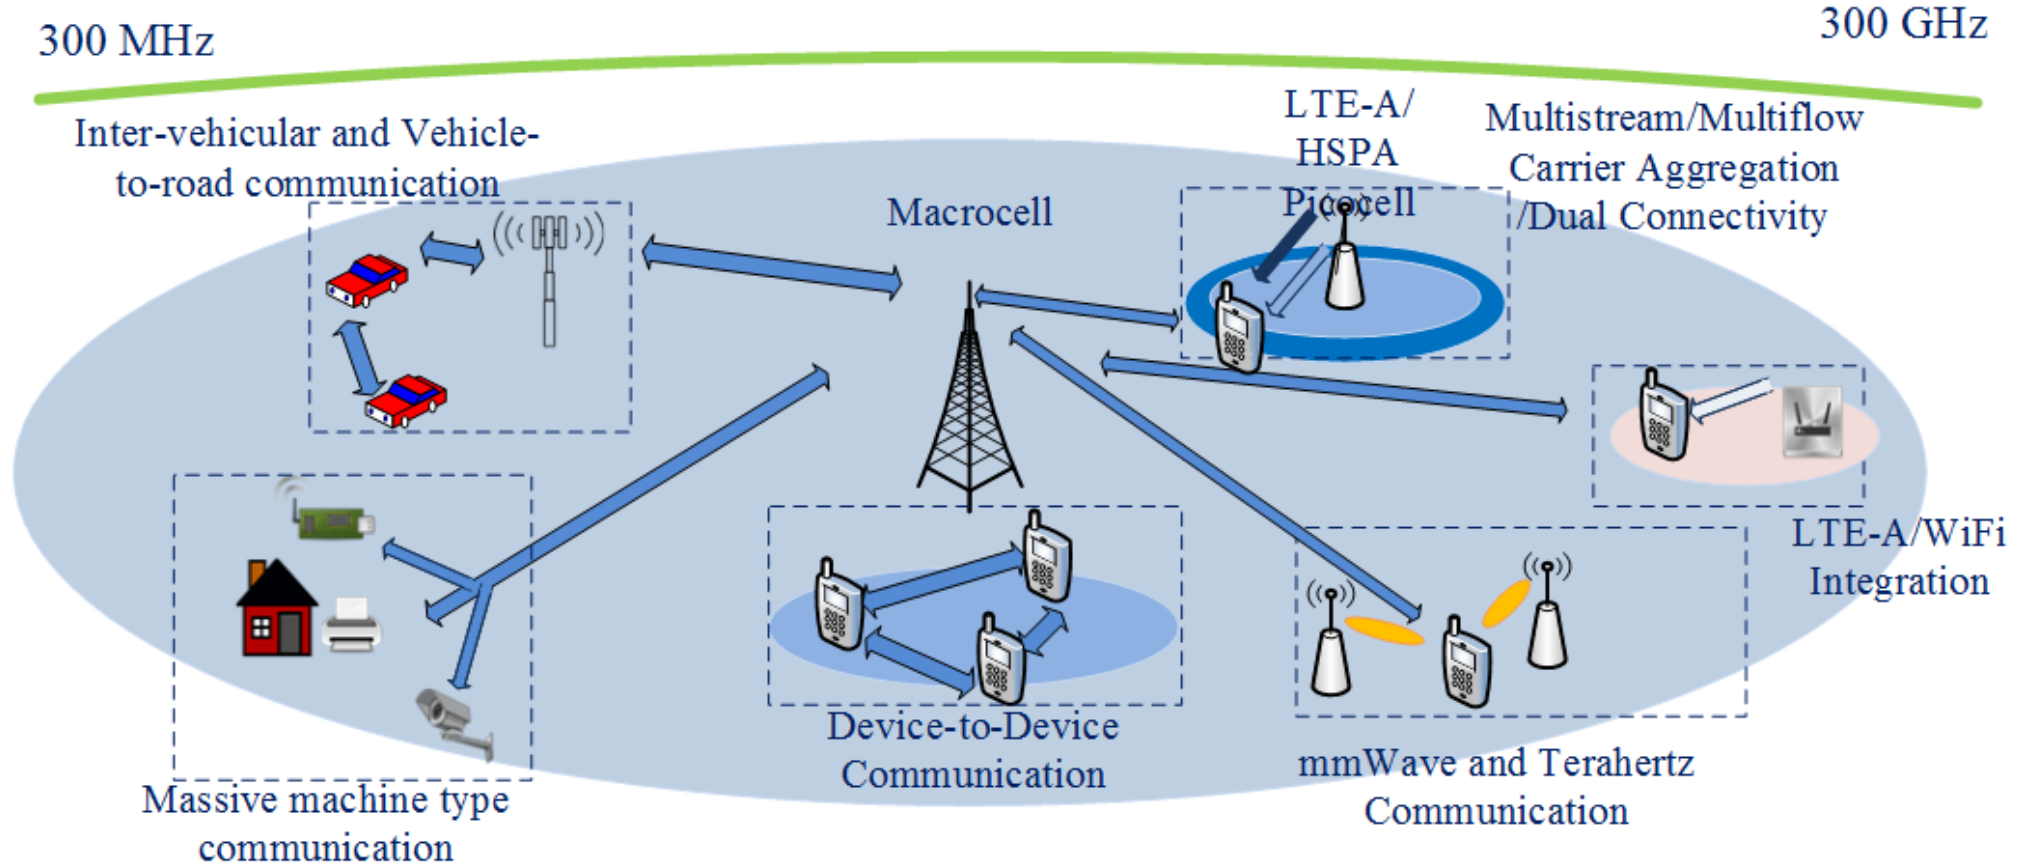 300 MHz
300 GHz
Inter-vehicular and Vehicle-
to-road communication
Macrocell
LTE-A/
HSPA
Picocell
Multistream/Multiflow
Carrier Aggregation
/Dual Connectivity
LTE-A/WiFi
Integration
Device-to-Device
Communication
mmWave and Terahertz
Communication
Massive machine type
communication